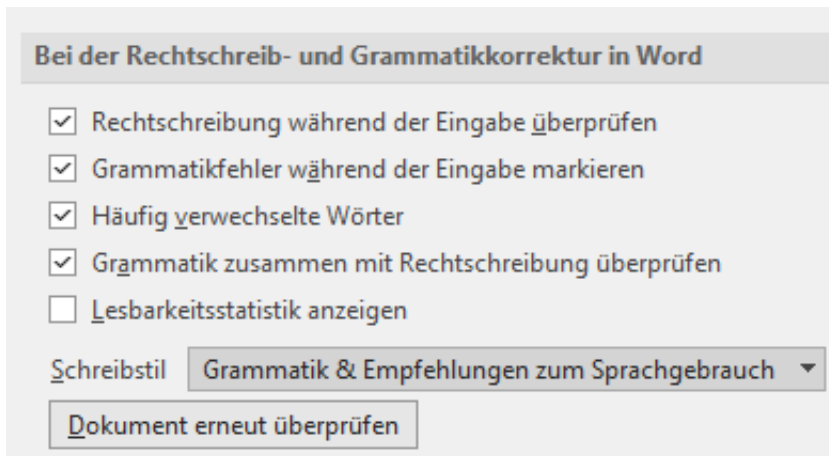 Bei der Rechtschreib- und Grammatikkorrektur in Word
Rechtschreibung während der Eingabe überprüfen
Grammatikfehler während der Eingabe markieren
Häufig verwechselte Wörter
Grammatik zusammen mit Rechtschreibung überprüfen
Lesbarkeitsstatistik anzeigen
Schreibstil Grammatik & Empfehlungen zum Sprachgebrauch
Dokument erneut überprüfen